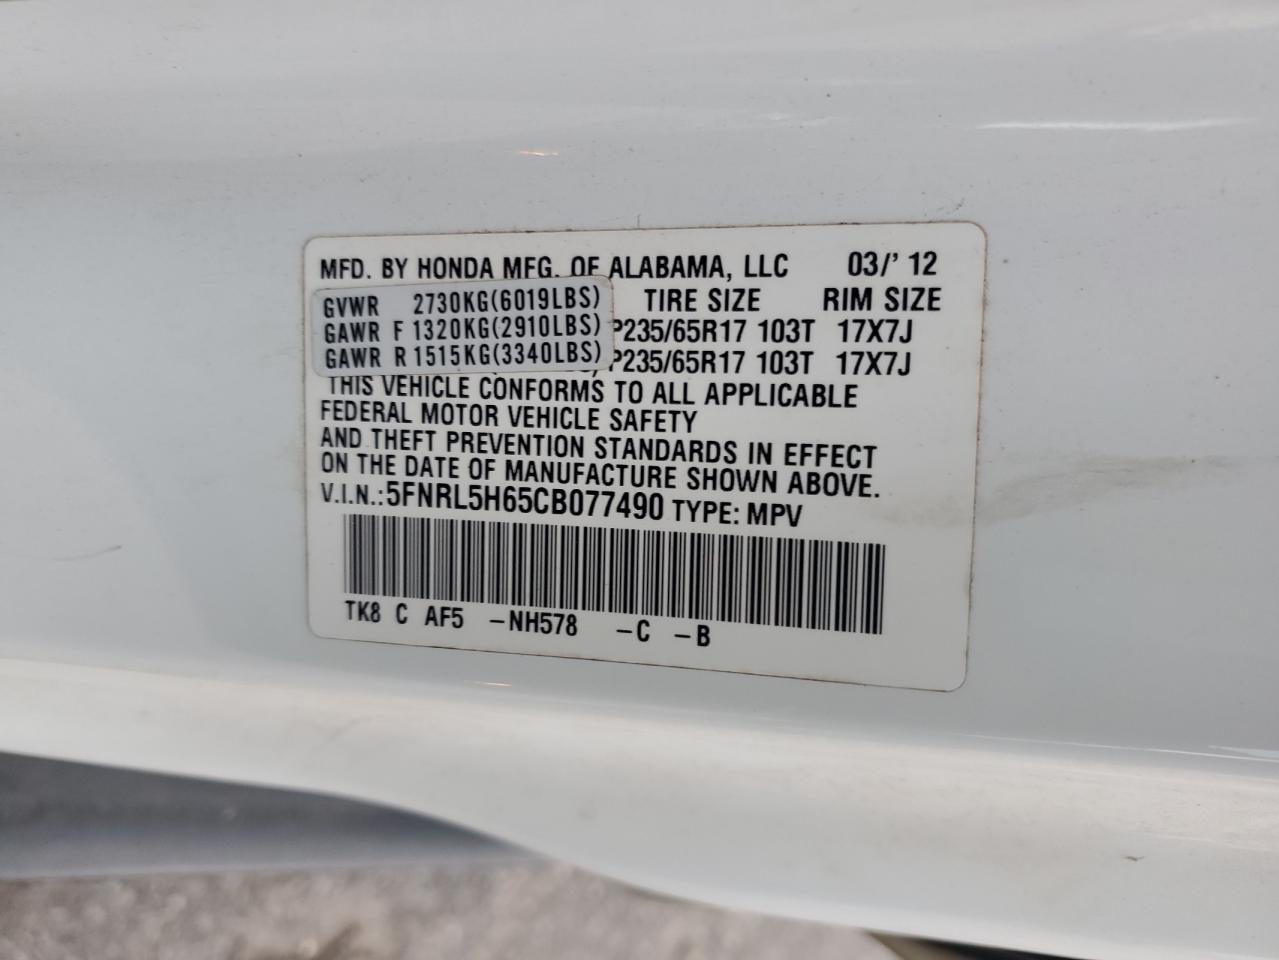 MFD. BY HONDA MFG. OF ALABAMA, LLC 03/' 12
GVWR 2730KG(6019LBS) TIRE SIZE RIM SIZE
GAWR F 1320KG(2910LBS) P235/65R17 103T 17X7J
GAWR R 1515KG(3340LBS) P235/65R17 103T 17X7J
THIS VEHICLE CONFORMS TO ALL APPLICABLE
FEDERAL MOTOR VEHICLE SAFETY
AND THEFT PREVENTION STANDARDS IN EFFECT
ON THE DATE OF MANUFACTURE SHOWN ABOVE.
V.I.N.: 5FNRL5H65CB077490 TYPE: MPV
TK8 C AF5 -NH578 -C -B